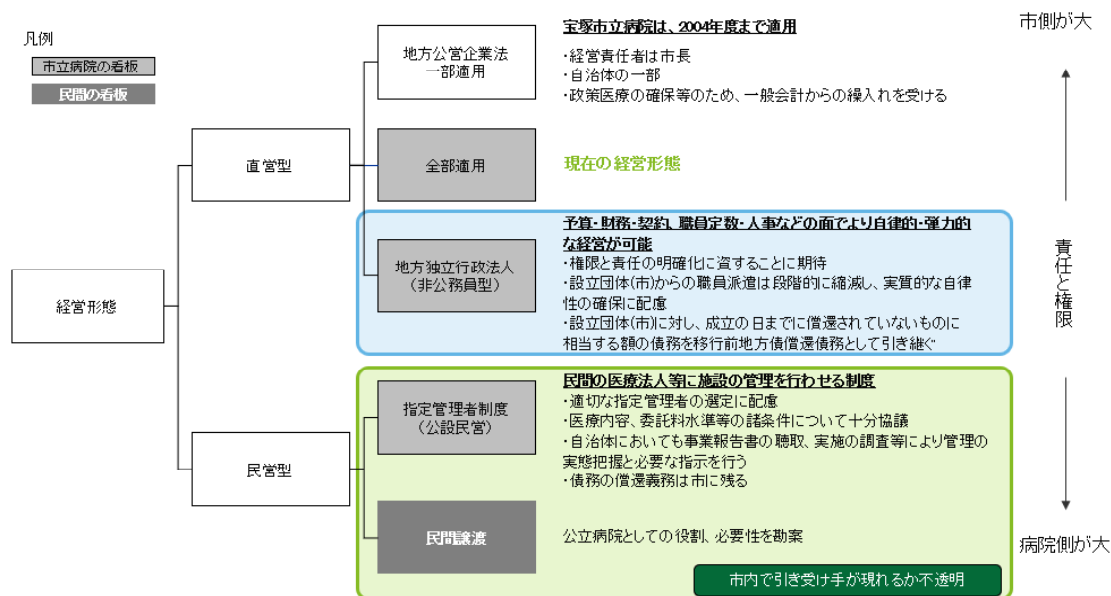 凡例
市立病院の看板
民間の看板
経営形態
直営型
民営型
地方公営企業法
一部適用
宝塚市立病院は、2004年度まで適用
・経営責任者は市長
・自治体の一部
・政策医療の確保等のため、一般会計からの繰入れを受ける
全部適用
現在の経営形態
地方独立行政法人
（非公務員型）
予算・財務・契約、職員定数・人事などの面でより自律的・弾力的
な経営が可能
・権限と責任の明確化に資することに期待
・設立団体(市)からの職員派遣は段階的に縮減し、実質的な自律
性の確保に配慮
・設立団体(市)に対し、成立の日までに償還されていないものに
相当する額の債務を移行前地方債償還債務として引き継ぐ
指定管理者制度
（公設民営）
民間の医療法人等に施設の管理を行わせる制度
・適切な指定管理者の選定に配慮
・医療内容、委託料水準等の諸条件について十分協議
・自治体においても事業報告書の聴取、実施の調査等により管理の
実態把握と必要な指示を行う
・債務の償還義務は市に残る
民間譲渡
公立病院としての役割、必要性を勘案
市内で引き受け手が現れるか不透明
市側が大
責任と権限
病院側が大